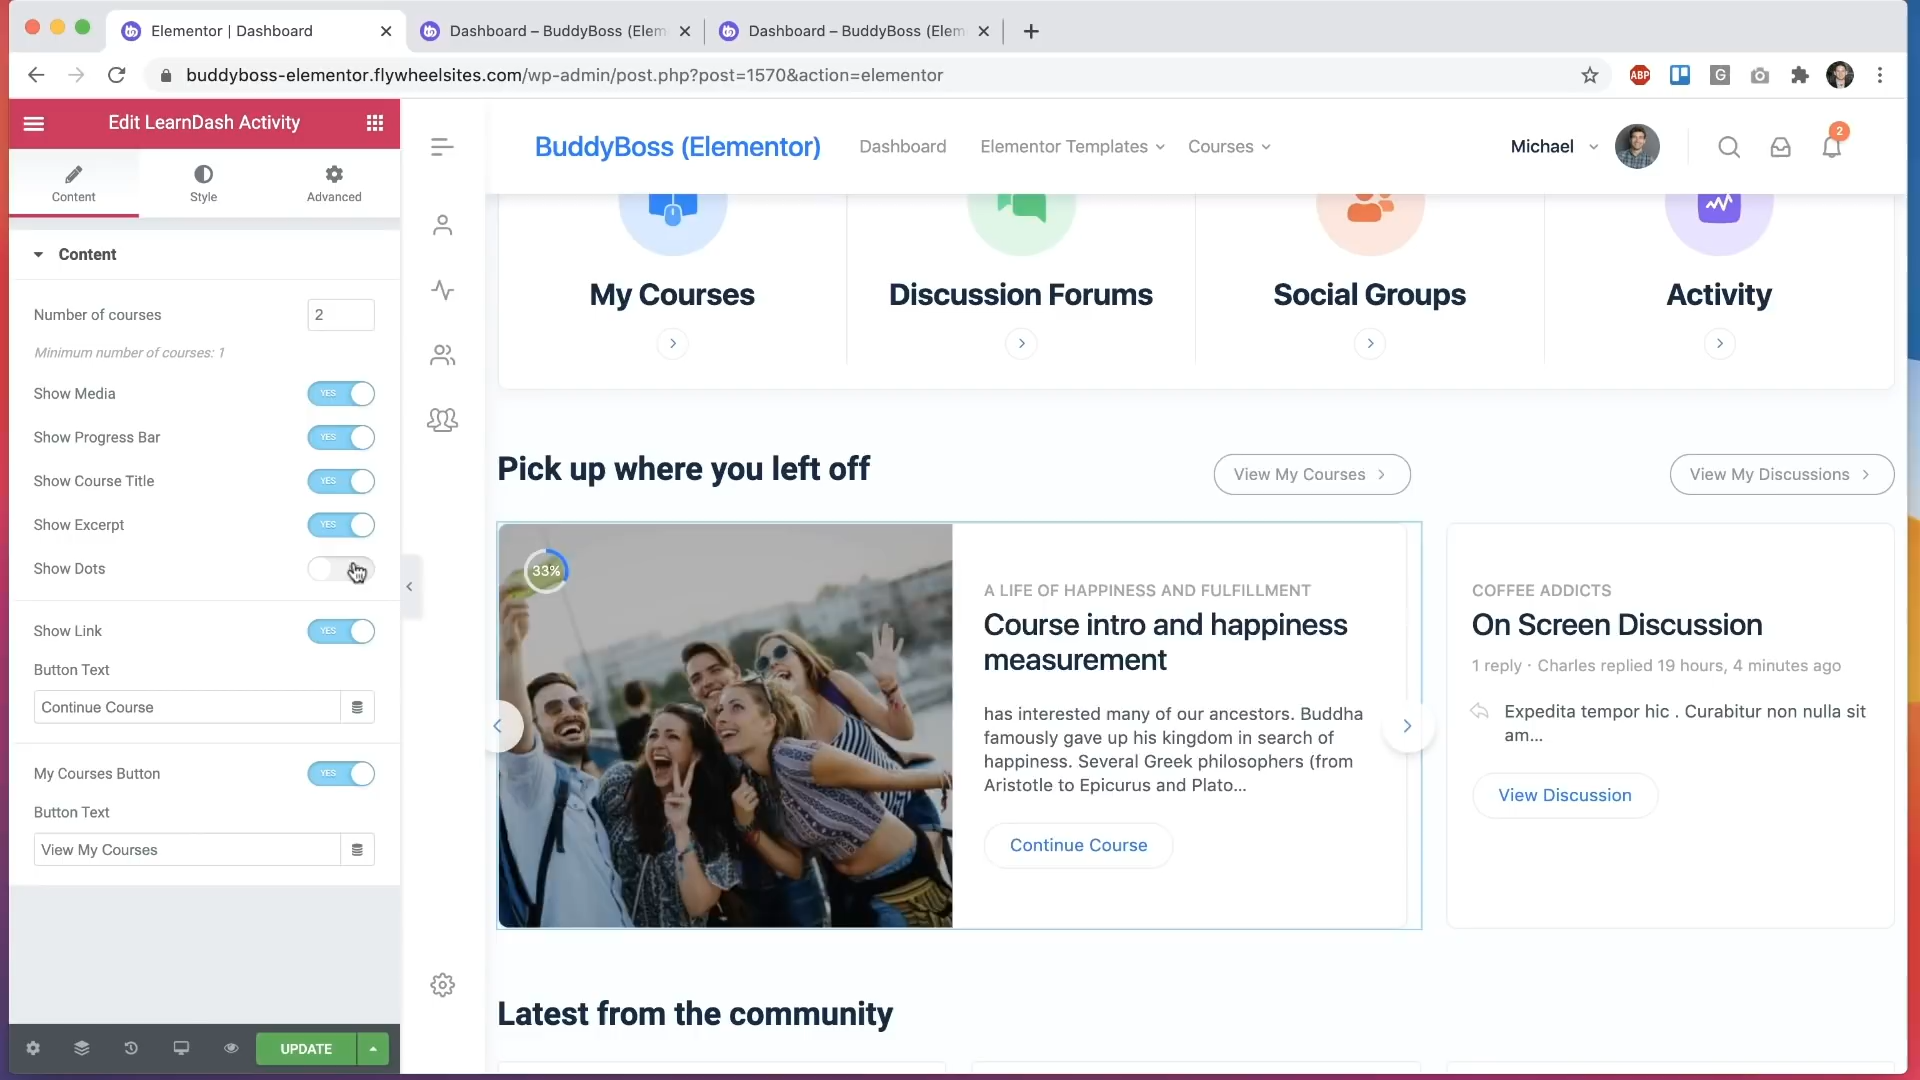 Elementor | Dashboard
Dashboard – BuddyBoss (Elem
Dashboard – BuddyBoss (Elem
buddyboss-elementor.flywheelsites.com/wp-admin/post.php?post=1570&action=elementor
ABP
G
Edit LearnDash Activity
Content
Style
Advanced
Content
Number of courses
2
Minimum number of courses: 1
Show Media
YES
Show Progress Bar
YES
Show Course Title
YES
Show Excerpt
YES
Show Dots
Show Link
YES
Button Text
Continue Course
My Courses Button
YES
Button Text
View My Courses
UPDATE
BuddyBoss (Elementor)
Dashboard
Elementor Templates
Courses
Michael
2
My Courses
Discussion Forums
Social Groups
Activity
Pick up where you left off
View My Courses
View My Discussions
33%
A LIFE OF HAPPINESS AND FULFILLMENT
Course intro and happiness
measurement
has interested many of our ancestors. Buddha
famously gave up his kingdom in search of
happiness. Several Greek philosophers (from
Aristotle to Epicurus and Plato...
Continue Course
COFFEE ADDICTS
On Screen Discussion
1 reply · Charles replied 19 hours, 4 minutes ago
Expedita tempor hic . Curabitur non nulla sit
am...
View Discussion
Latest from the community